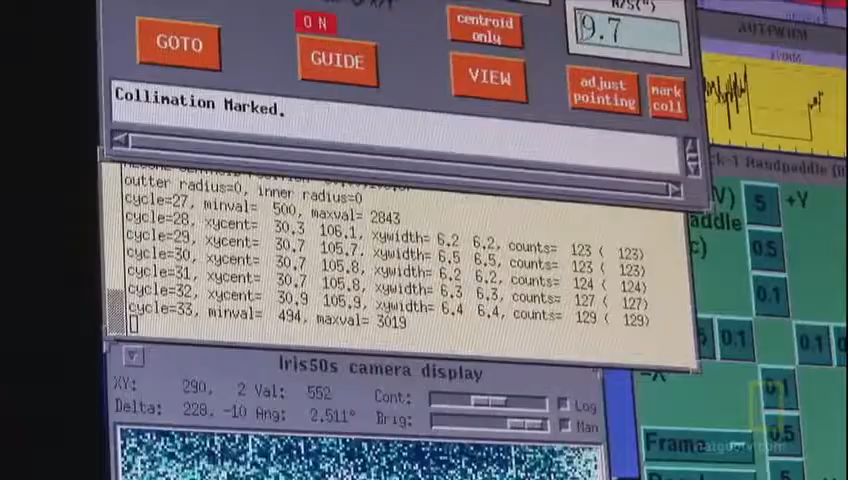 N/S(")
ON
centroid
only
9.7
GOTO
GUIDE
VIEW
adjust
pointing
mark
coll
Collimation Marked.
outter radius=0, inner radius=0
cycle=27, minval= 500, maxval= 2843
cycle=28, xycent= 30.3 106.1, xywidth= 6.2 6.2, counts= 123 ( 123)
cycle=29, xycent= 30.7 105.7, xywidth= 6.5 6.5, counts= 123 ( 123)
cycle=30, xycent= 30.7 105.8, xywidth= 6.2 6.2, counts= 124 ( 124)
cycle=31, xycent= 30.7 105.8, xywidth= 6.3 6.3, counts= 127 ( 127)
cycle=32, xycent= 30.9 105.9, xywidth= 6.4 6.4, counts= 129 ( 129)
cycle=33, minval= 494, maxval= 3019
Iris50s camera display
XY: 290, 2 Val: 552 Cont: Log
Delta: 228, -10 Ang: 2.511° Brig: Man
Handpaddle
addle
5 +Y
0.5
0.1
0.1 0.1
0.1
Frame